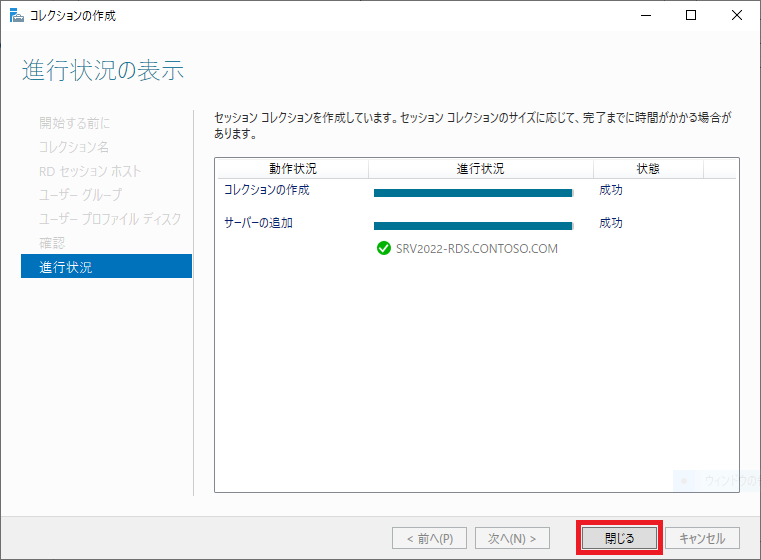 コレクションの作成
進行状況の表示
開始する前に
コレクション名
RD セッション ホスト
ユーザー グループ
ユーザー プロファイル ディスク
確認
進行状況
セッション コレクションを作成しています。セッション コレクションのサイズに応じて、完了までに時間がかかる場合が
あります。
動作状況 進行状況 状態
コレクションの作成 成功
サーバーの追加 成功
SRV2022-RDS.CONTOSO.COM
ウィンドウの
< 前へ(P) 次へ(N) > 閉じる キャンセル